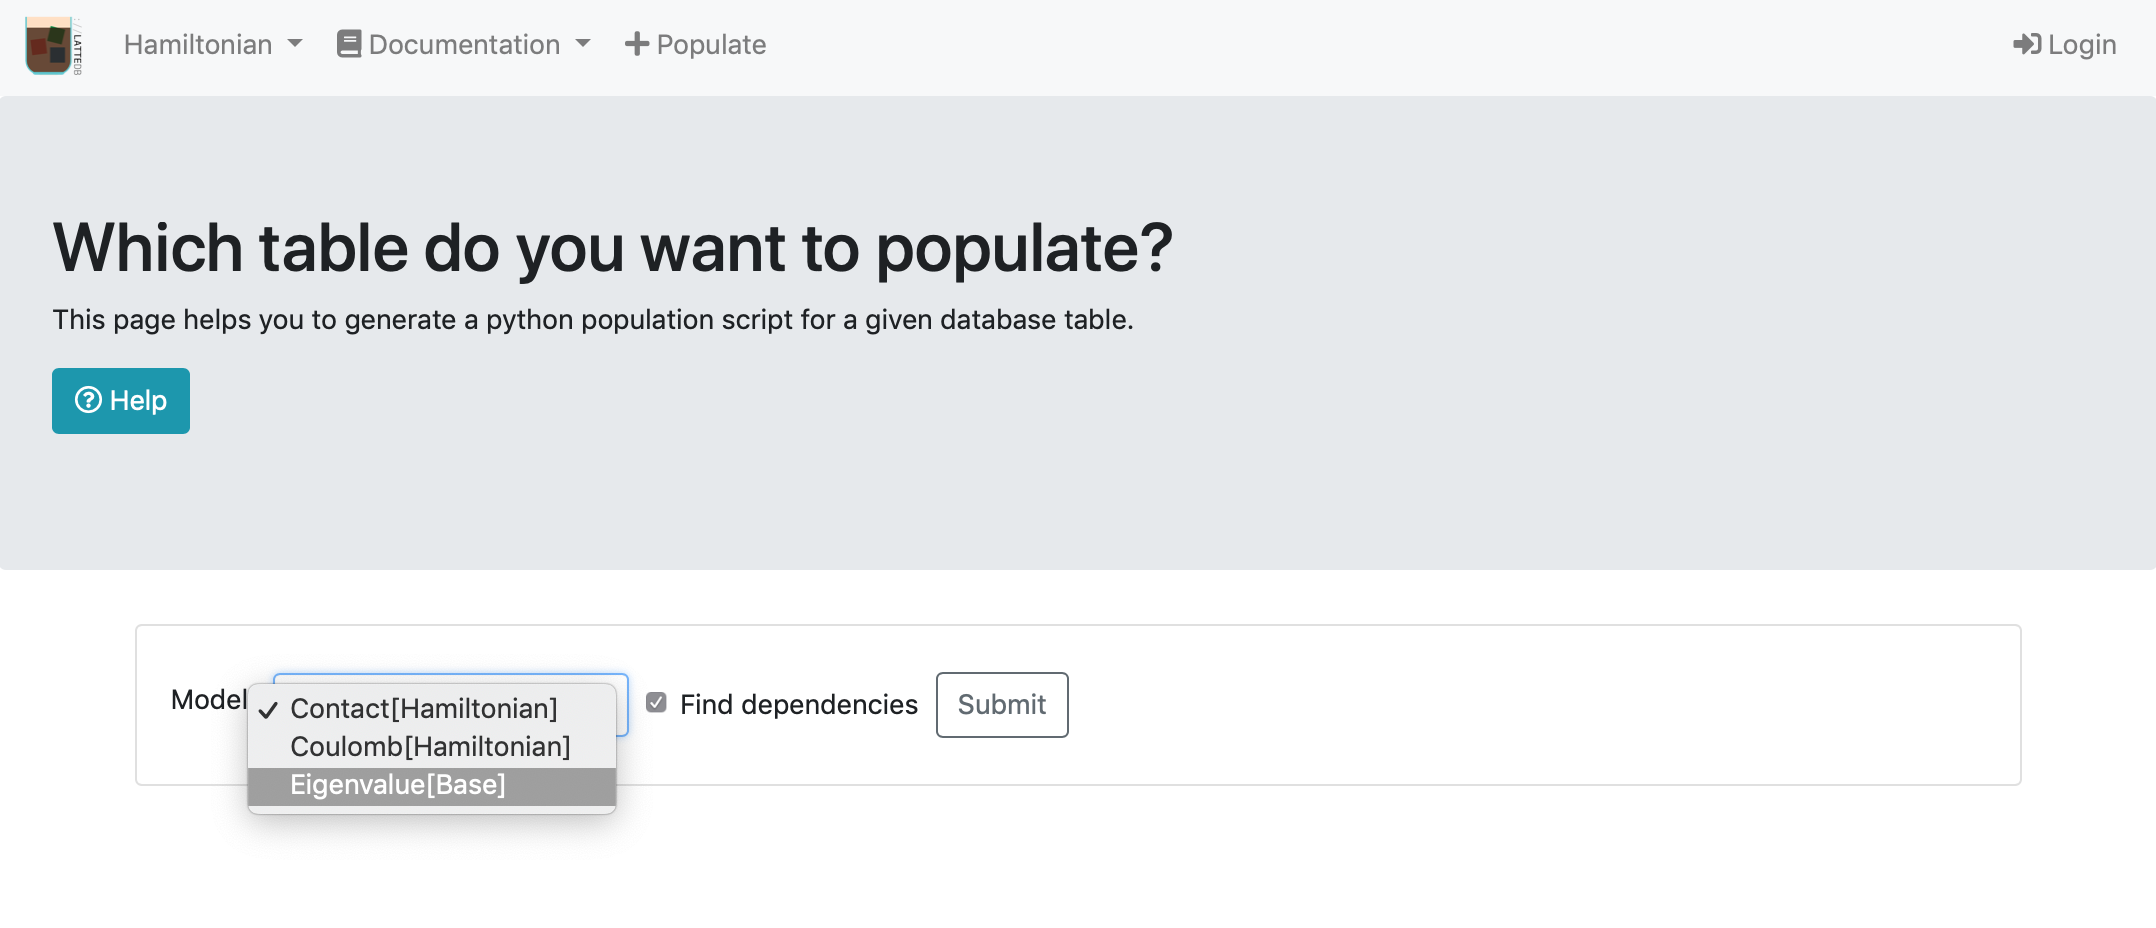 ://LATTEDB
Hamiltonian
Documentation
Populate
Login
Which table do you want to populate?
This page helps you to generate a python population script for a given database table.
Help
Model
Contact[Hamiltonian]
Coulomb[Hamiltonian]
Eigenvalue[Base]
Find dependencies
Submit